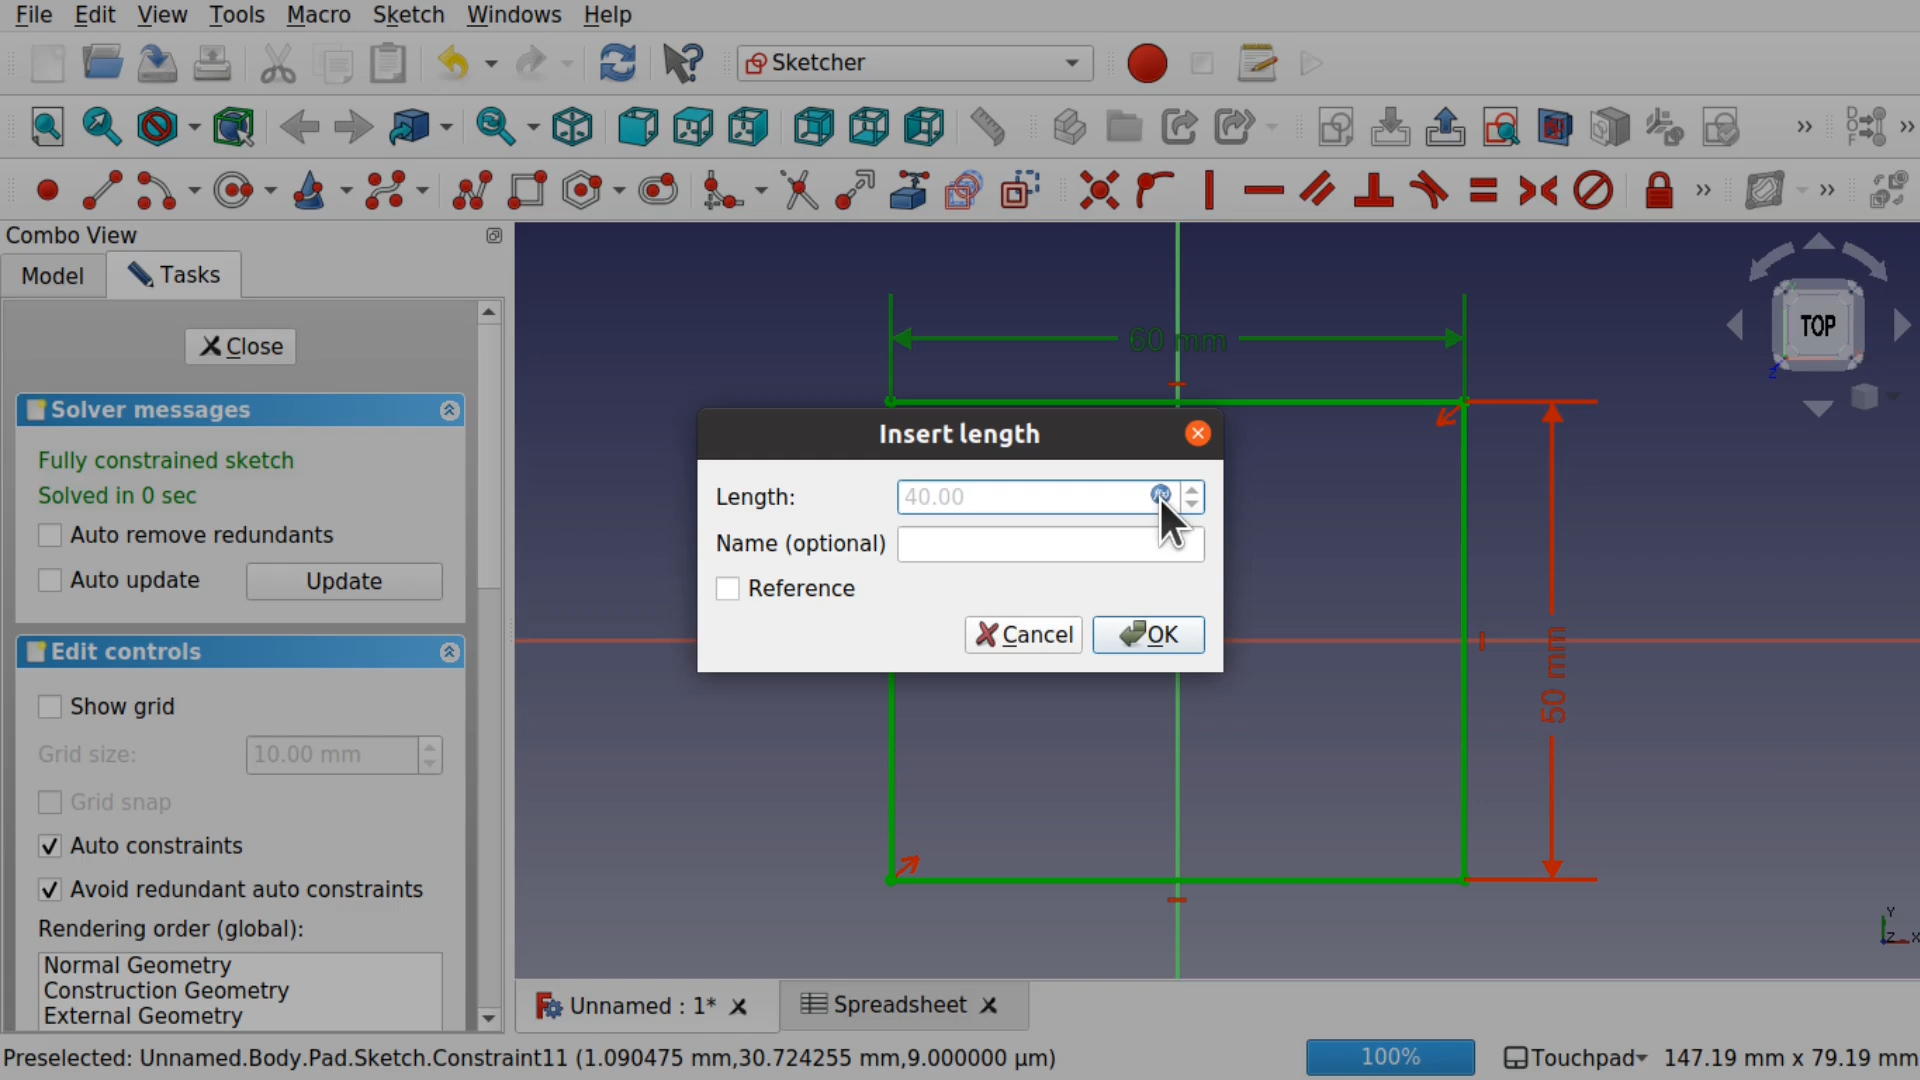 File Edit View Tools Macro Sketch Windows Help
Sketcher
Combo View
Model Tasks
Close
Solver messages
Fully constrained sketch
Solved in 0 sec
Auto remove redundants
Auto update Update
Edit controls
Show grid
Grid size: 10.00 mm
Grid snap
Auto constraints
Avoid redundant auto constraints
Rendering order (global):
Normal Geometry
Construction Geometry
External Geometry
60 mm
TOP
Z
Insert length
Length: 40.00
Name (optional)
Reference
Cancel OK
50 mm
Y
Z X
Unnamed : 1* Spreadsheet
Preselected: Unnamed.Body.Pad.Sketch.Constraint11 (1.090475 mm,30.724255 mm,9.000000 µm) 100% Touchpad 147.19 mm x 79.19 mm